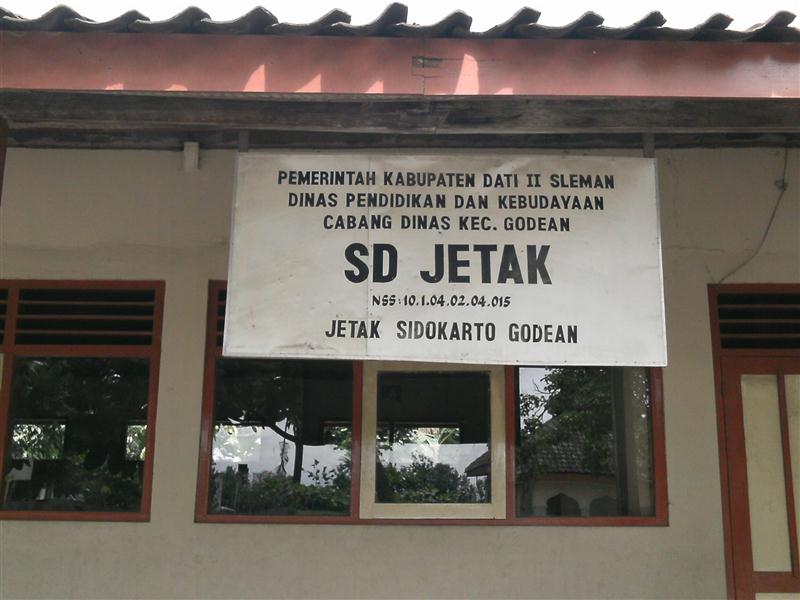 PEMERINTAH KABUPATEN DATI II SLEMAN
DINAS PENDIDIKAN DAN KEBUDAYAAN
CABANG DINAS KEC. GODEAN
SD JETAK
NSS : 10.1.04.02.04.015
JETAK SIDOKARTO GODEAN